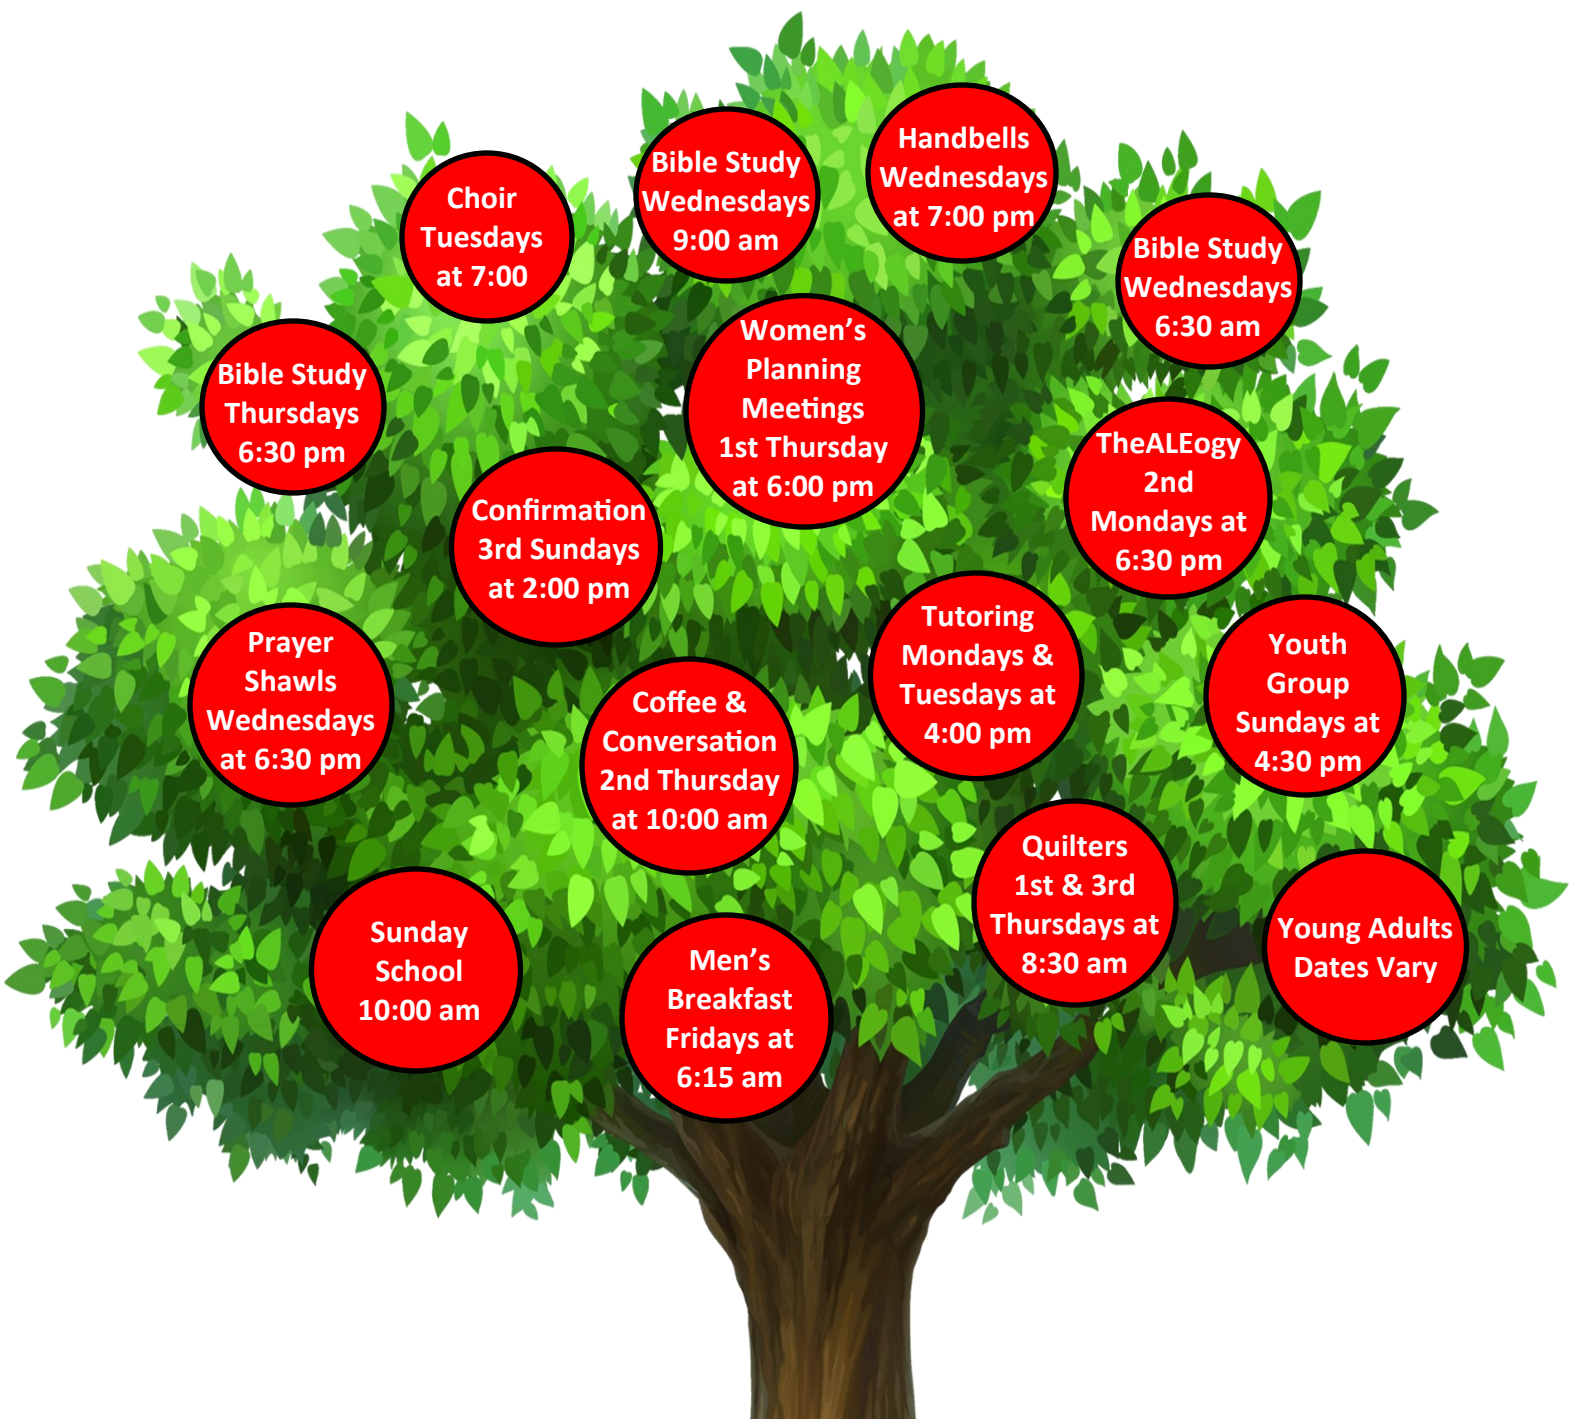 Handbells
Wednesdays
at 7:00 pm
Bible Study
Wednesdays
9:00 am
Choir
Tuesdays
at 7:00
Bible Study
Wednesdays
6:30 am
Bible Study
Thursdays
6:30 pm
Women’s
Planning
Meetings
1st Thursday
at 6:00 pm
TheALEogy
2nd
Mondays at
6:30 pm
Confirmation
3rd Sundays
at 2:00 pm
Prayer
Shawls
Wednesdays
at 6:30 pm
Tutoring
Mondays &
Tuesdays at
4:00 pm
Youth
Group
Sundays at
4:30 pm
Coffee &
Conversation
2nd Thursday
at 10:00 am
Quilters
1st & 3rd
Thursdays at
8:30 am
Young Adults
Dates Vary
Sunday
School
10:00 am
Men’s
Breakfast
Fridays at
6:15 am